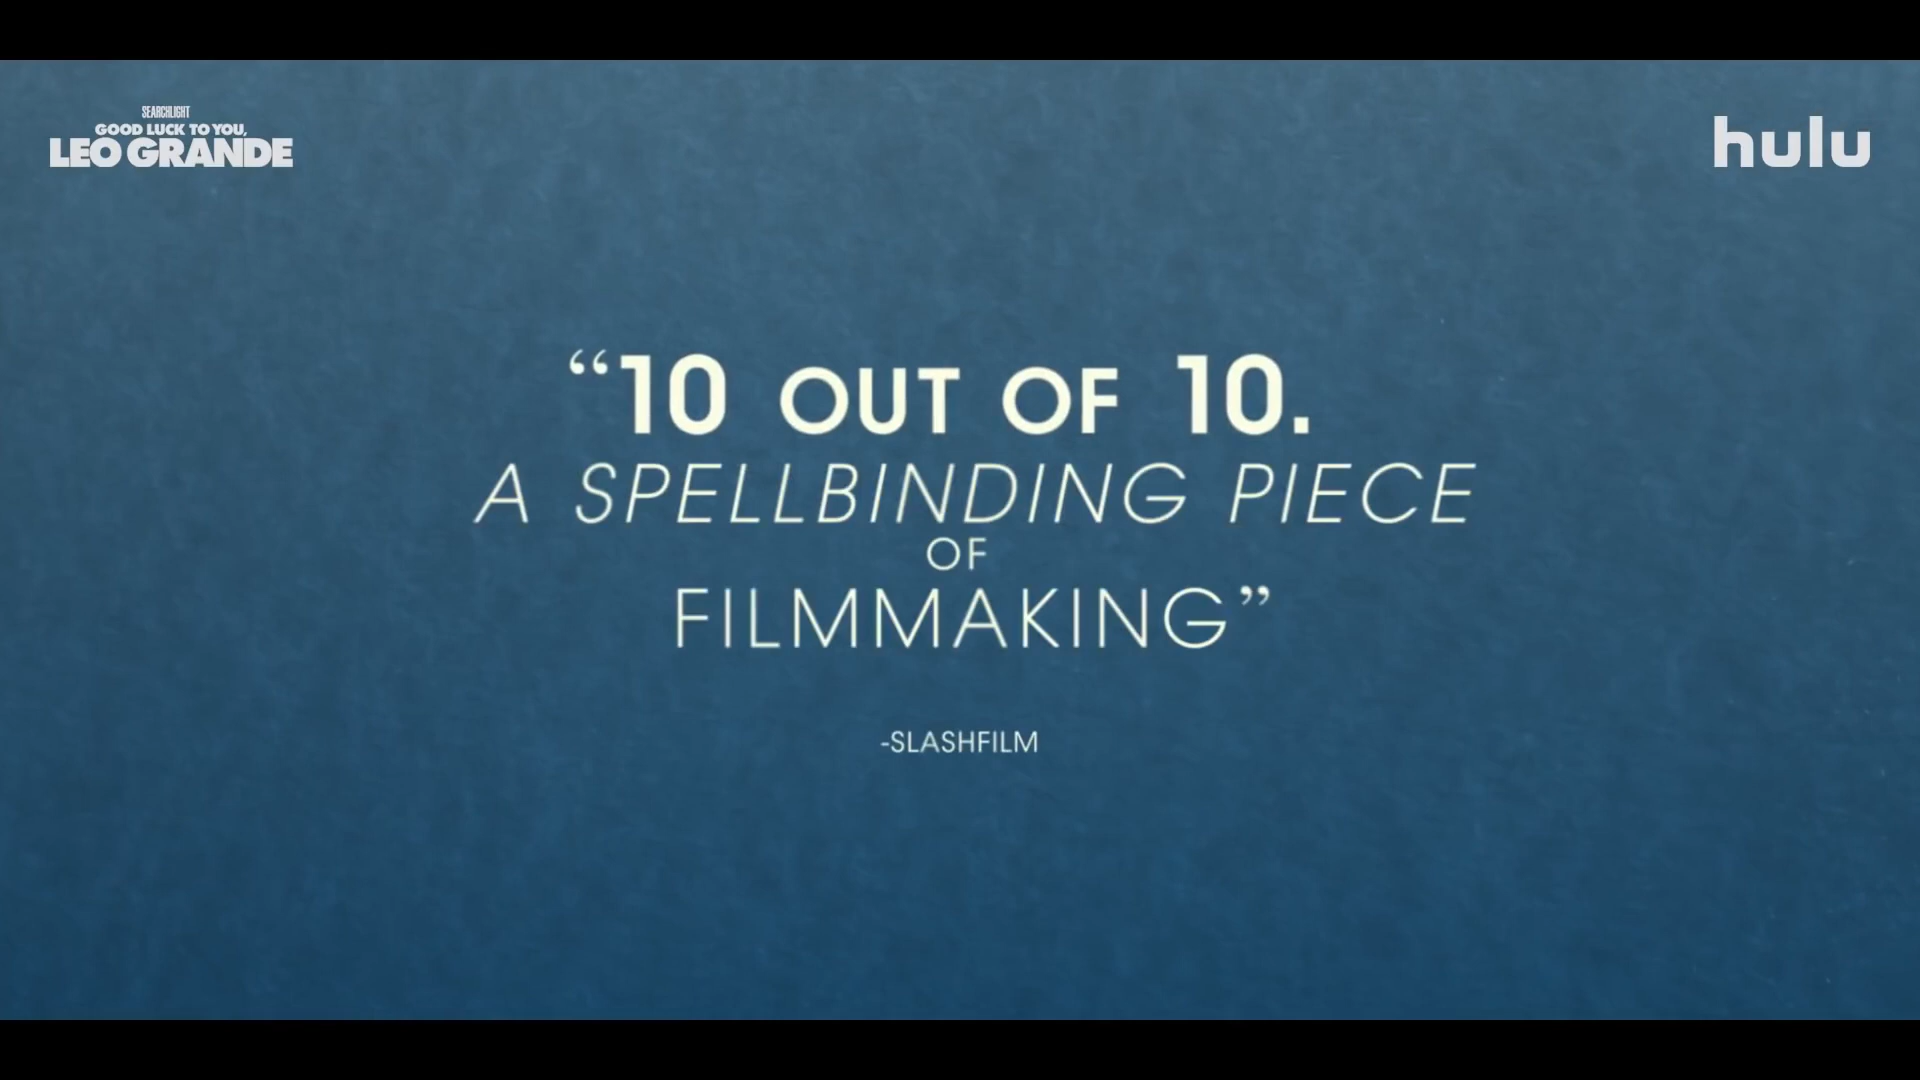 SEARCHLIGHT
GOOD LUCK TO YOU,
LEO GRANDE
hulu
“10 OUT OF 10.
A SPELLBINDING PIECE
OF
FILMMAKING”
-SLASHFILM